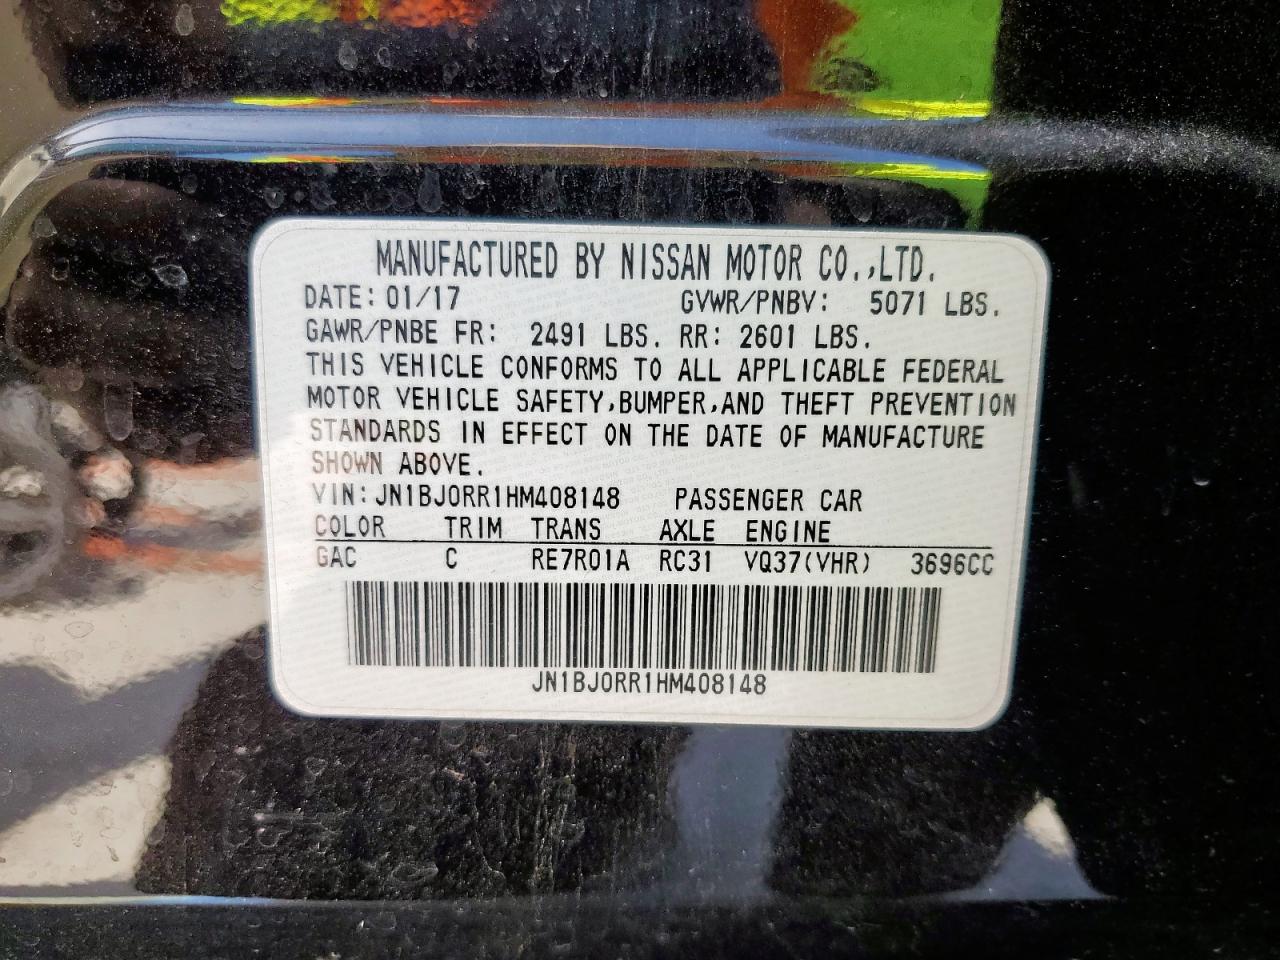 MANUFACTURED BY NISSAN MOTOR CO.,LTD.
DATE: 01/17 GVWR/PNBV: 5071 LBS.
GAWR/PNBE FR: 2491 LBS. RR: 2601 LBS.
THIS VEHICLE CONFORMS TO ALL APPLICABLE FEDERAL
MOTOR VEHICLE SAFETY,BUMPER,AND THEFT PREVENTION
STANDARDS IN EFFECT ON THE DATE OF MANUFACTURE
SHOWN ABOVE.
VIN: JN1BJ0RR1HM408148 PASSENGER CAR
COLOR TRIM TRANS AXLE ENGINE
GAC C RE7R01A RC31 VQ37(VHR) 3696CC
JN1BJ0RR1HM408148